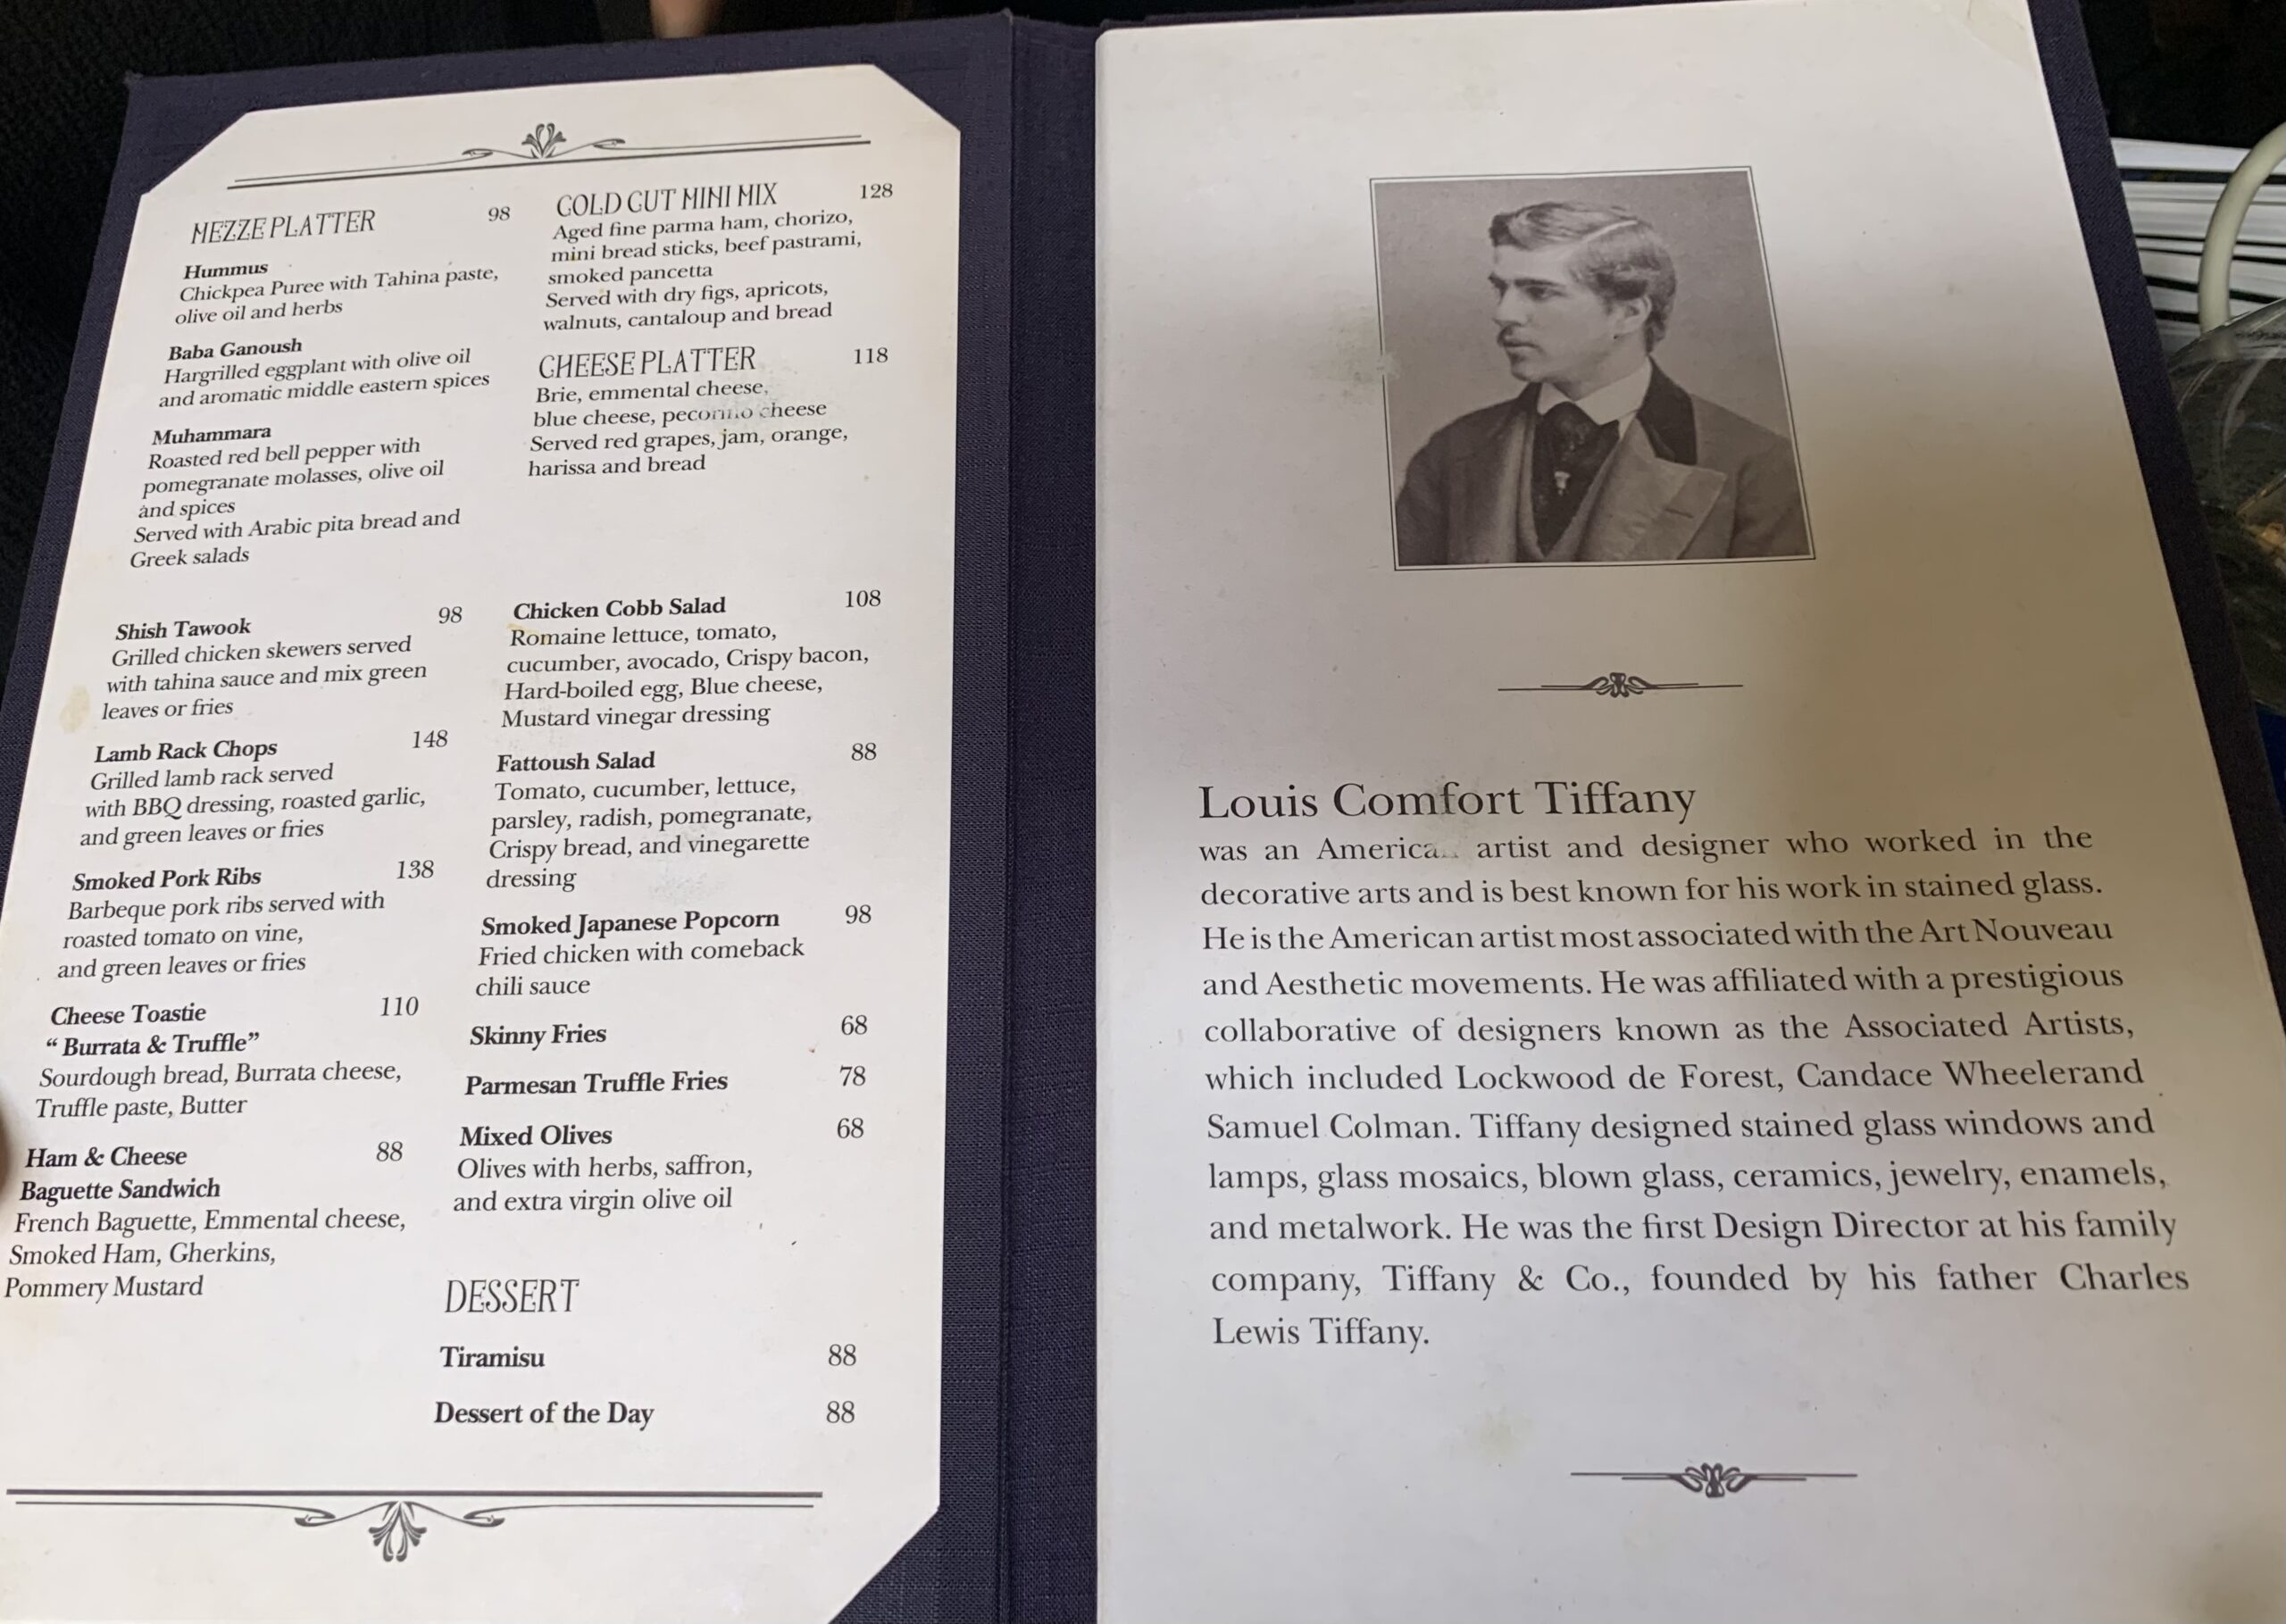 MEZZE PLATTER 98
Hummus
Chickpea Puree with Tahina paste,
olive oil and herbs
Baba Ganoush
Hargrilled eggplant with olive oil
and aromatic middle eastern spices
Muhammara
Roasted red bell pepper with
pomegranate molasses, olive oil
and spices
Served with Arabic pita bread and
Greek salads
Shish Tawook 98
Grilled chicken skewers served
with tahina sauce and mix green
leaves or fries
Lamb Rack Chops 148
Grilled lamb rack served
with BBQ dressing, roasted garlic,
and green leaves or fries
Smoked Pork Ribs 138
Barbeque pork ribs served with
roasted tomato on vine,
and green leaves or fries
Cheese Toastie 110
“ Burrata & Truffle”
Sourdough bread, Burrata cheese,
Truffle paste, Butter
Ham & Cheese 88
Baguette Sandwich
French Baguette, Emmental cheese,
Smoked Ham, Gherkins,
Pommery Mustard
COLD CUT MINI MIX 128
Aged fine parma ham, chorizo,
mini bread sticks, beef pastrami,
smoked pancetta
Served with dry figs, apricots,
walnuts, cantaloup and bread
CHEESE PLATTER 118
Brie, emmental cheese,
blue cheese, pecorino cheese
Served red grapes, jam, orange,
harissa and bread
Chicken Cobb Salad 108
Romaine lettuce, tomato,
cucumber, avocado, Crispy bacon,
Hard-boiled egg, Blue cheese,
Mustard vinegar dressing
Fattoush Salad 88
Tomato, cucumber, lettuce,
parsley, radish, pomegranate,
Crispy bread, and vinegarette
dressing
Smoked Japanese Popcorn 98
Fried chicken with comeback
chili sauce
Skinny Fries 68
Parmesan Truffle Fries 78
Mixed Olives 68
Olives with herbs, saffron,
and extra virgin olive oil
DESSERT
Tiramisu 88
Dessert of the Day 88
Louis Comfort Tiffany
was an American artist and designer who worked in the
decorative arts and is best known for his work in stained glass.
He is the American artist most associated with the Art Nouveau
and Aesthetic movements. He was affiliated with a prestigious
collaborative of designers known as the Associated Artists,
which included Lockwood de Forest, Candace Wheelerand
Samuel Colman. Tiffany designed stained glass windows and
lamps, glass mosaics, blown glass, ceramics, jewelry, enamels,
and metalwork. He was the first Design Director at his family
company, Tiffany & Co., founded by his father Charles
Lewis Tiffany.